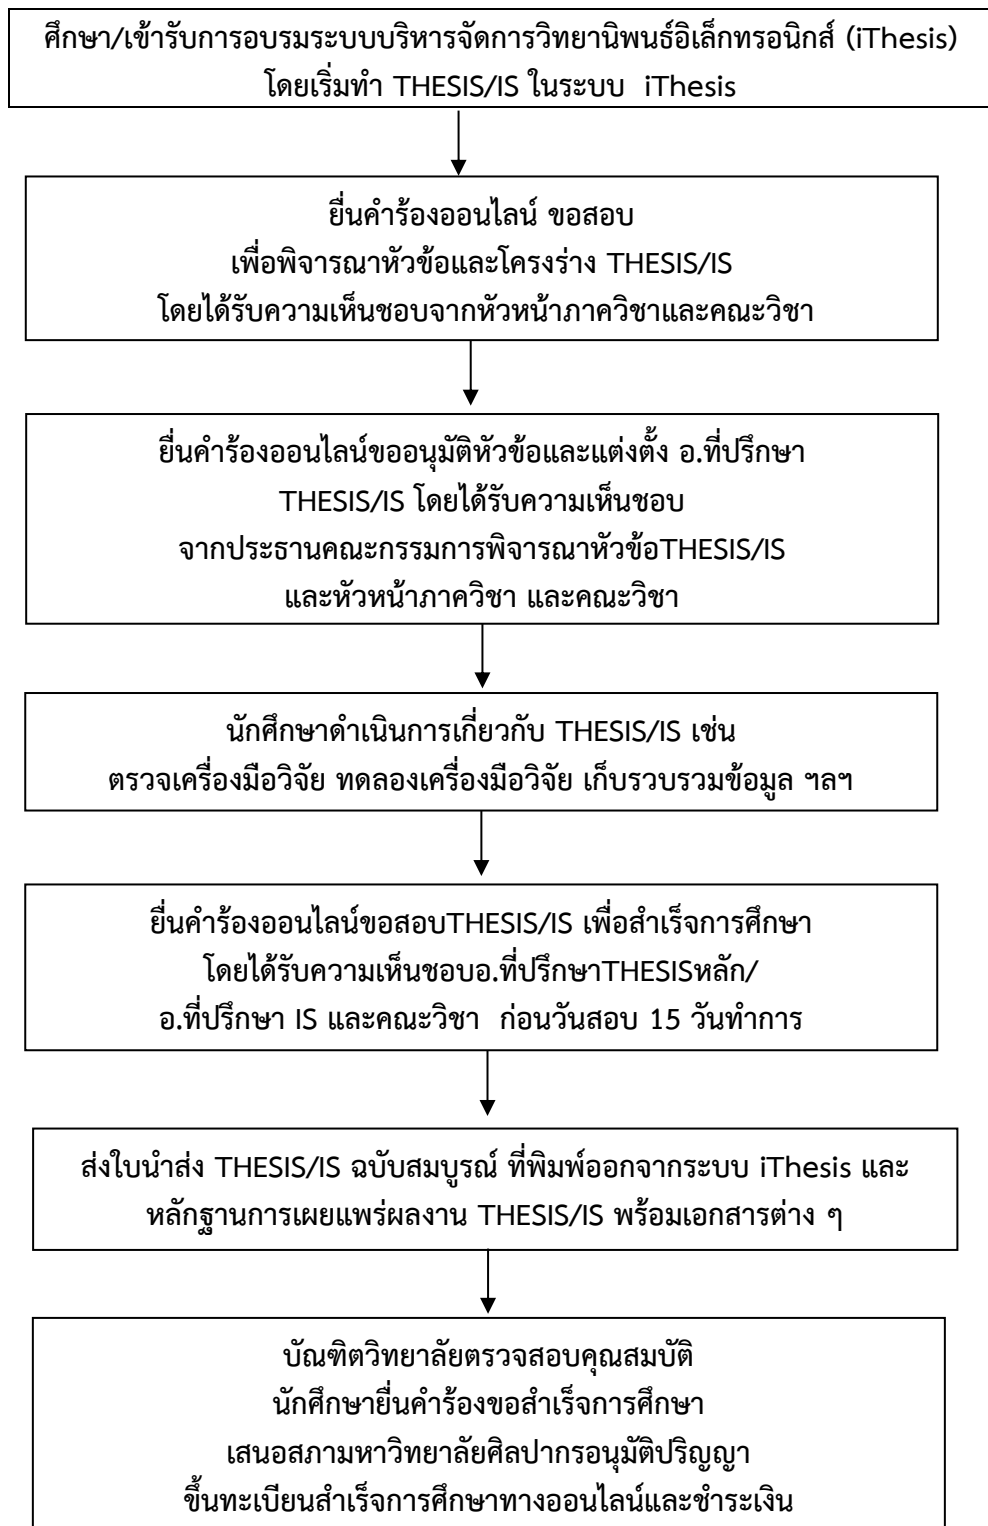 ศึกษา/เข้ารับการอบรมระบบบริหารจัดการวิทยานิพนธ์อิเล็กทรอนิกส์ (iThesis)
โดยเริ่มทำ THESIS/IS ในระบบ iThesis
ยื่นคำร้องออนไลน์ ขอสอบ
เพื่อพิจารณาหัวข้อและโครงร่าง THESIS/IS
โดยได้รับความเห็นชอบจากหัวหน้าภาควิชาและคณะวิชา
ยื่นคำร้องออนไลน์ขออนุมัติหัวข้อและแต่งตั้ง อ.ที่ปรึกษา
THESIS/IS โดยได้รับความเห็นชอบ
จากประธานคณะกรรมการพิจารณาหัวข้อTHESIS/IS
และหัวหน้าภาควิชา และคณะวิชา
นักศึกษาดำเนินการเกี่ยวกับ THESIS/IS เช่น
ตรวจเครื่องมือวิจัย ทดลองเครื่องมือวิจัย เก็บรวบรวมข้อมูล ฯลฯ
ยื่นคำร้องออนไลน์ขอสอบTHESIS/IS เพื่อสำเร็จการศึกษา
โดยได้รับความเห็นชอบอ.ที่ปรึกษาTHESISหลัก/
อ.ที่ปรึกษา IS และคณะวิชา ก่อนวันสอบ 15 วันทำการ
ส่งใบนำส่ง THESIS/IS ฉบับสมบูรณ์ ที่พิมพ์ออกจากระบบ iThesis และ
หลักฐานการเผยแพร่ผลงาน THESIS/IS พร้อมเอกสารต่าง ๆ
บัณฑิตวิทยาลัยตรวจสอบคุณสมบัติ
นักศึกษายื่นคำร้องขอสำเร็จการศึกษา
เสนอสภามหาวิทยาลัยศิลปากรอนุมัติปริญญา
ขึ้นทะเบียนสำเร็จการศึกษาทางออนไลน์และชำระเงิน